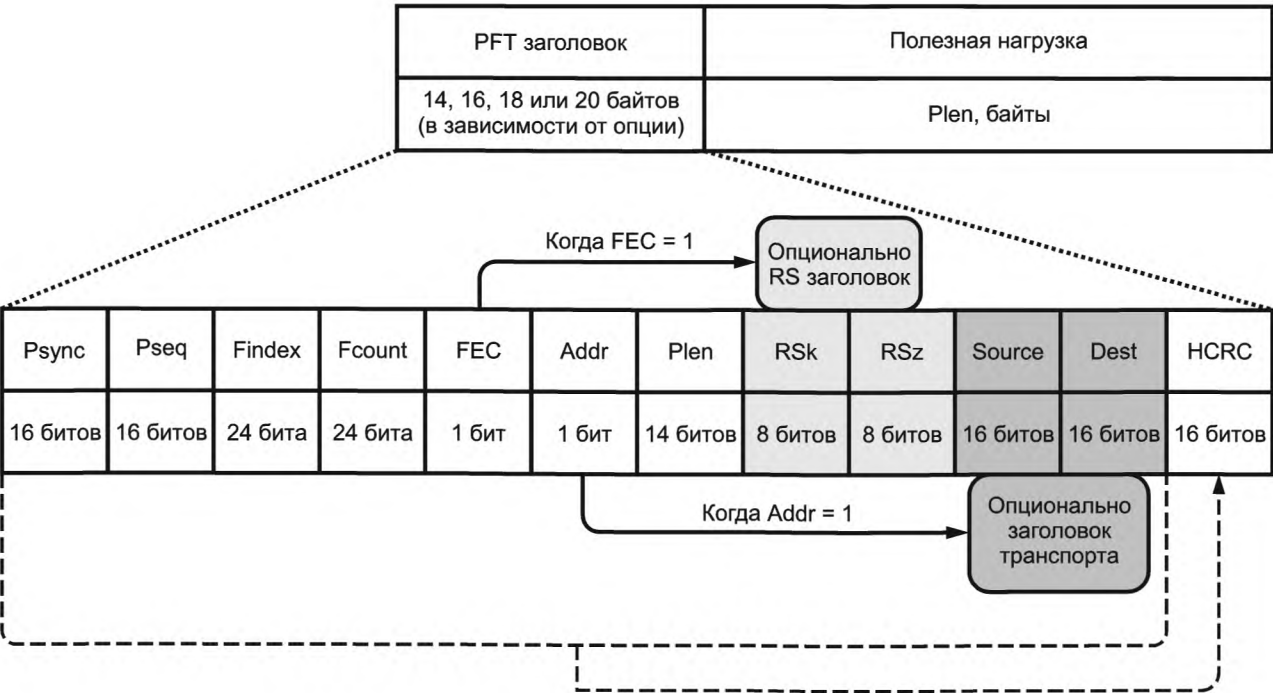 PFT заголовок
Полезная нагрузка
14, 16, 18 или 20 байтов
(в зависимости от опции)
Plen, байты
Когда FEC = 1
Опционально
RS заголовок
Psync
Pseq
Findex
Fcount
FEC
Addr
Plen
RSk
RSz
Source
Dest
HCRC
16 битов
16 битов
24 бита
24 бита
1 бит
1 бит
14 битов
8 битов
8 битов
16 битов
16 битов
16 битов
Когда Addr = 1
Опционально
заголовок
транспорта